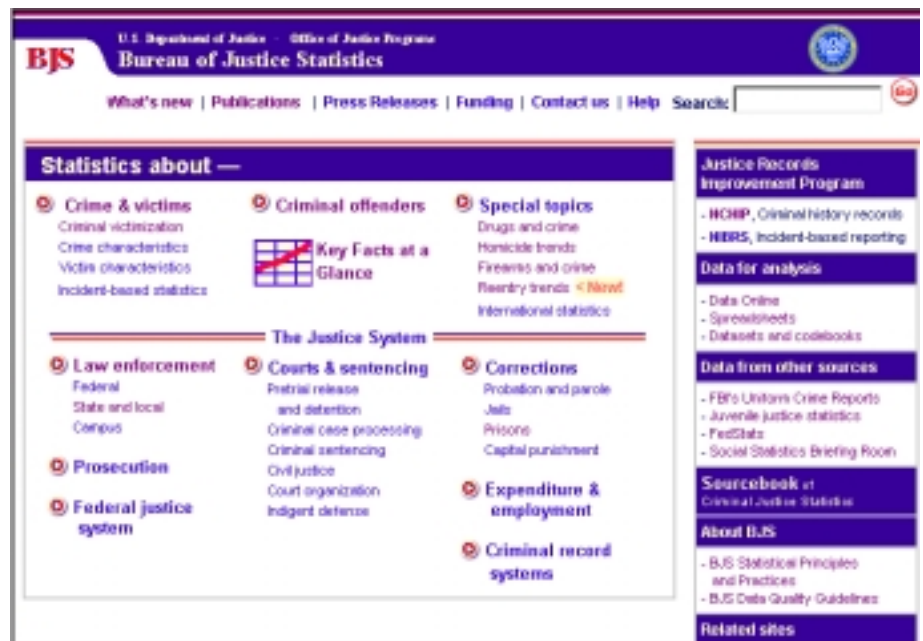 U.S. Department of Justice · Office of Justice Programs
BJS
Bureau of Justice Statistics
What's new | Publications | Press Releases | Funding | Contact us | Help Search: Go
Statistics about —
Crime & victims
Criminal victimization
Crime characteristics
Victim characteristics
Incident-based statistics
Criminal offenders
Key Facts at a
Glance
Special topics
Drugs and crime
Homicide trends
Firearms and crime
Reentry trends < New!
International statistics
The Justice System
Law enforcement
Federal
State and local
Campus
Prosecution
Federal justice
system
Courts & sentencing
Pretrial release
and detention
Criminal case processing
Criminal sentencing
Civil justice
Court organization
Indigent defense
Corrections
Probation and parole
Jails
Prisons
Capital punishment
Expenditure &
employment
Criminal record
systems
Justice Records
Improvement Program
- NCHIP, Criminal history records
- NIBRS, Incident-based reporting
Data for analysis
- Data Online
- Spreadsheets
- Datasets and codebooks
Data from other sources
- FBI's Uniform Crime Reports
- Juvenile justice statistics
- FedStats
- Social Statistics Briefing Room
Sourcebook of
Criminal Justice Statistics
About BJS
- BJS Statistical Principles
and Practices
- BJS Data Quality Guidelines
Related sites